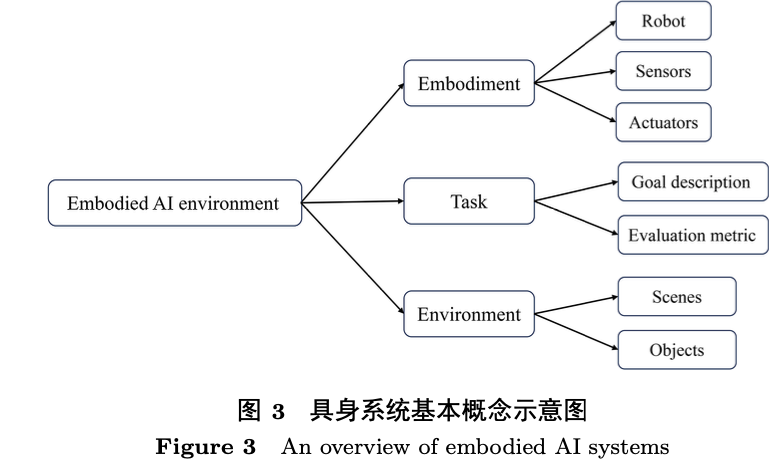 Robot
Sensors
Actuators
Embodiment
Embodied AI environment
Task
Goal description
Evaluation metric
Environment
Scenes
Objects
图 3 具身系统基本概念示意图
Figure 3 An overview of embodied AI systems